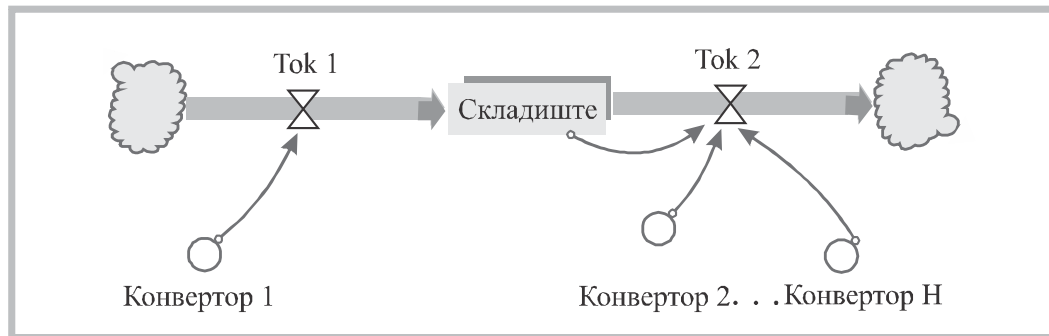 Tok 1
Tok 2
Складиште
Конвертор 1
Конвертор 2. . . Конвертор Н